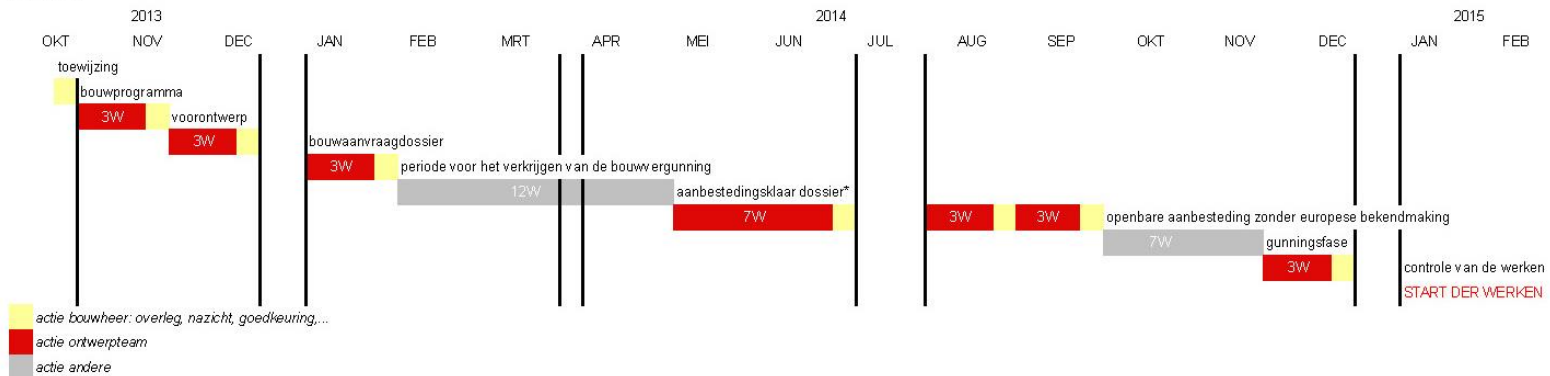 2013 2014 2015
OKT NOV DEC JAN FEB MRT APR MEI JUN JUL AUG SEP OKT NOV DEC JAN FEB
toewijzing
bouwprogramma
3W voorontwerp
3W bouwaanvraagdossier
3W periode voor het verkrijgen van de bouwvergunning
12W aanbestedingsklaar dossier*
7W 3W 3W openbare aanbesteding zonder europese bekendmaking
7W gunningsfase
3W controle van de werken
START DER WERKEN
actie bouwheer: overleg, nazicht, goedkeuring,...
actie ontwerpteam
actie andere